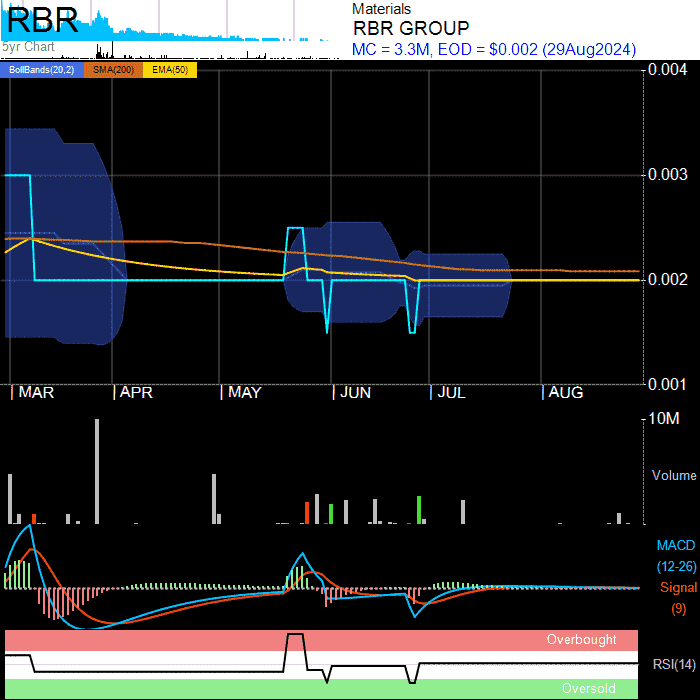 RBR
5yr Chart
Materials
RBR GROUP
MC = 3.3M, EOD = $0.002 (29Aug2024)
BollBands(20,2) SMA(200) EMA(50)
0.004
0.003
0.002
0.001
MAR APR MAY JUN JUL AUG
10M
Volume
MACD
(12-26)
Signal
(9)
Overbought
RSI(14)
Oversold